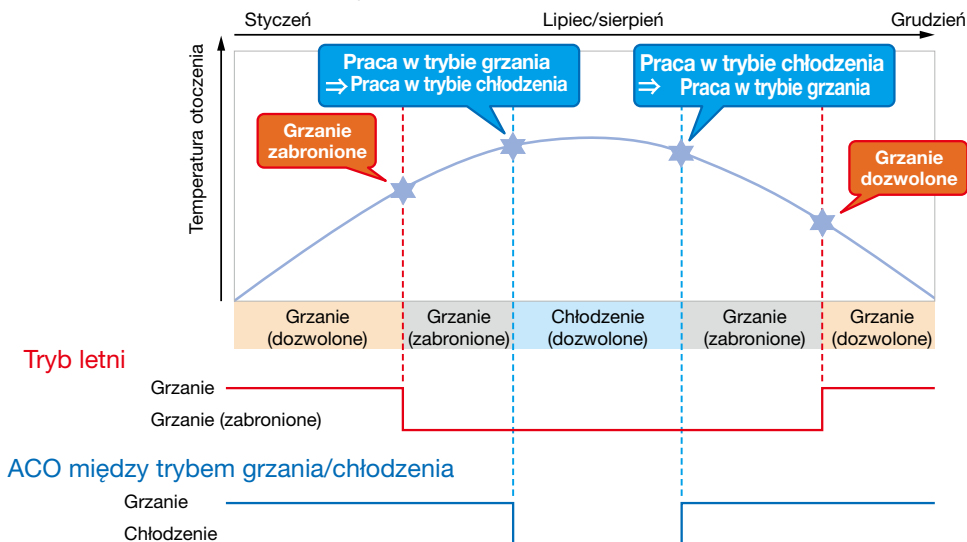 Styczeń
Lipiec/sierpień
Grudzień
Temperatura otoczenia
Praca w trybie grzania
⇒ Praca w trybie chłodzenia
Praca w trybie chłodzenia
⇒ Praca w trybie grzania
Grzanie
zabronione
Grzanie
dozwolone
Grzanie
(dozwolone)
Grzanie
(zabronione)
Chłodzenie
(dozwolone)
Grzanie
(zabronione)
Grzanie
(dozwolone)
Tryb letni
Grzanie
Grzanie (zabronione)
ACO między trybem grzania/chłodzenia
Grzanie
Chłodzenie